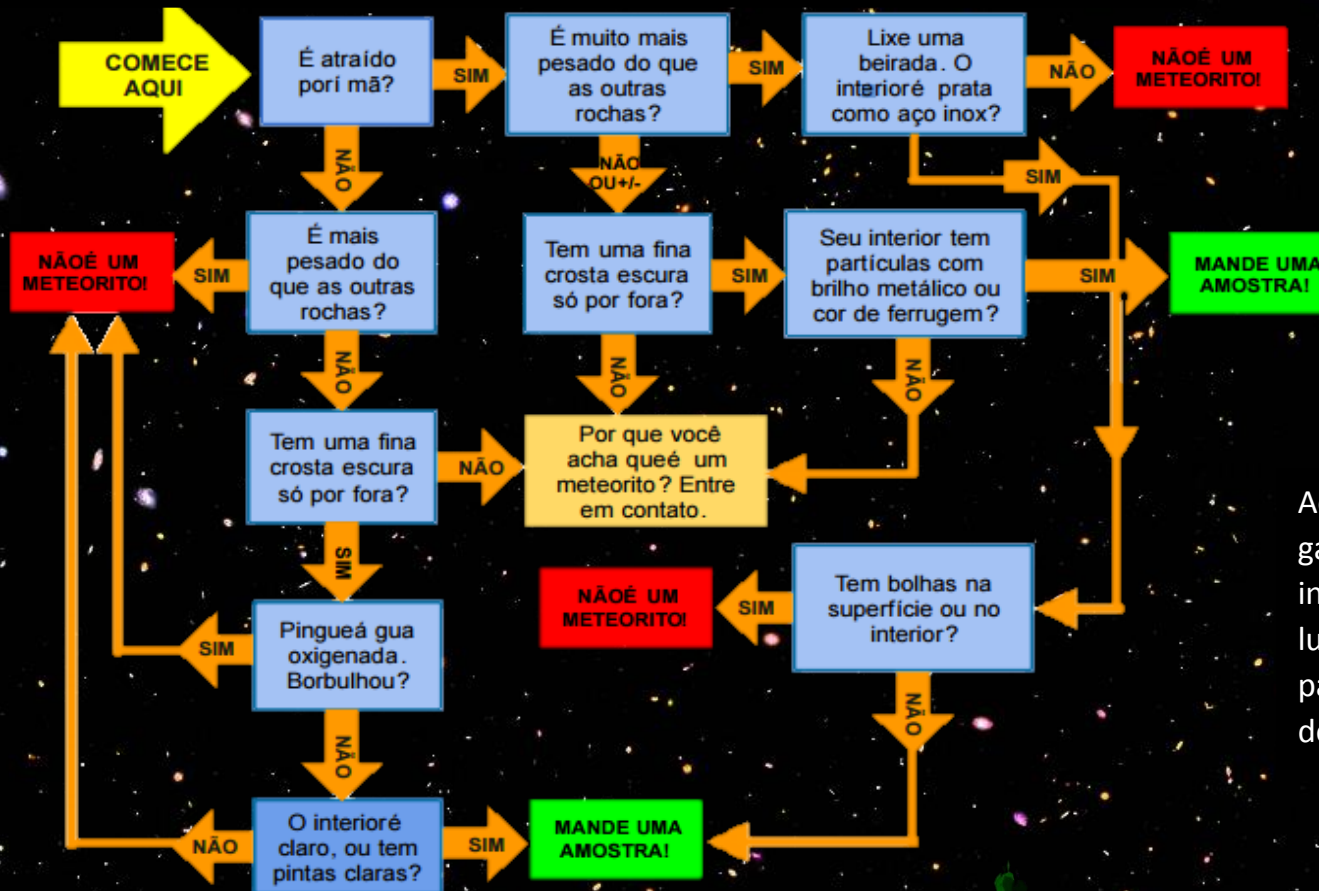 COMECE
AQUI
É atraído
porí mã?
SIM
É muito mais
pesado do que
as outras
rochas?
SIM
Lixe uma
beirada. O
interioré prata
como aço inox?
NÃO
NÃOÉ UM
METEORITO!
NÃO
NÃO
OU+/-
SIM
NÃOÉ UM
METEORITO!
SIM
É mais
pesado do
que as outras
rochas?
Tem uma fina
crosta escura
só por fora?
SIM
Seu interior tem
partículas com
brilho metálico ou
cor de ferrugem?
SIM
MANDE UMA
AMOSTRA!
NÃO
NÃO
NÃO
Tem uma fina
crosta escura
só por fora?
NÃO
Por que você
acha queé um
meteorito? Entre
em contato.
SIM
NÃOÉ UM
METEORITO!
SIM
Tem bolhas na
superfície ou no
interior?
SIM
Pingueá gua
oxigenada.
Borbulhou?
NÃO
NÃO
NÃO
O interioré
claro, ou tem
pintas claras?
SIM
MANDE UMA
AMOSTRA!